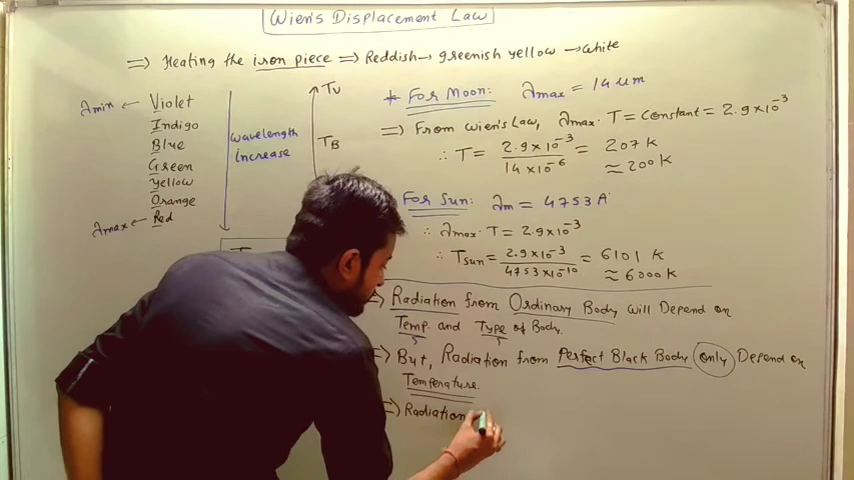 Wien's Displacement Law
⇒ Heating the iron piece ⇒ Reddish → greenish yellow → white
λmin ← Violet
Indigo
Blue
Green
Yellow
Orange
λmax ← Red
Wavelength
increase
TV
TB
* For Moon: λmax = 14 um
⇒ From Wien's Law, λmax. T = Constant = 2.9×10⁻³
∴ T = 2.9×10⁻³ / 14×10⁻⁶ = 207 K
≈ 200 K
For Sun: λm = 4753 A°
∴ λmax. T = 2.9×10⁻³
∴ Tsun = 2.9×10⁻³ / 4753×10⁻¹⁰ = 6101 K
≈ 6000 K
⇒ Radiation from Ordinary Body will Depend on
Temp. and Type of Body.
⇒ But, Radiation from Perfect Black Body only Depend on
Temperature.
⇒ Radiation